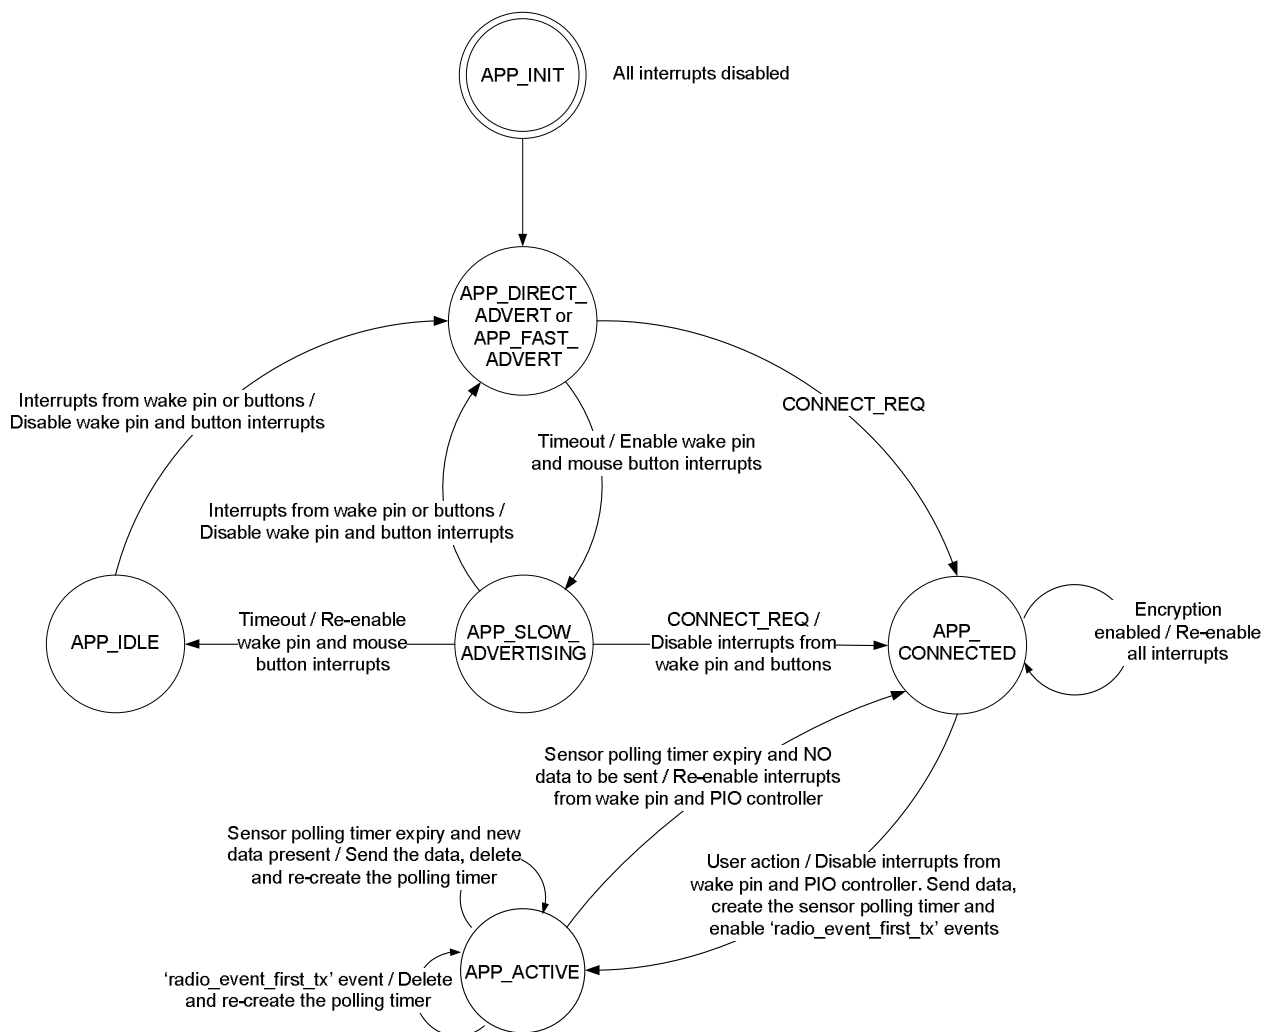 APP_INIT
All interrupts disabled
APP_DIRECT_
ADVERT or
APP_FAST_
ADVERT
Interrupts from wake pin or buttons /
Disable wake pin and button interrupts
CONNECT_REQ
Timeout / Enable wake pin
and mouse button interrupts
Interrupts from wake pin or buttons /
Disable wake pin and button interrupts
APP_IDLE
Timeout / Re-enable
wake pin and mouse
button interrupts
APP_SLOW_
ADVERTISING
CONNECT_REQ /
Disable interrupts from
wake pin and buttons
APP_
CONNECTED
Encryption
enabled / Re-enable
all interrupts
Sensor polling timer expiry and NO
data to be sent / Re-enable interrupts
from wake pin and PIO controller
Sensor polling timer expiry and new
data present / Send the data, delete
and re-create the polling timer
User action / Disable interrupts from
wake pin and PIO controller. Send data,
create the sensor polling timer and
enable ‘radio_event_first_tx’ events
APP_ACTIVE
‘radio_event_first_tx’ event / Delete
and re-create the polling timer